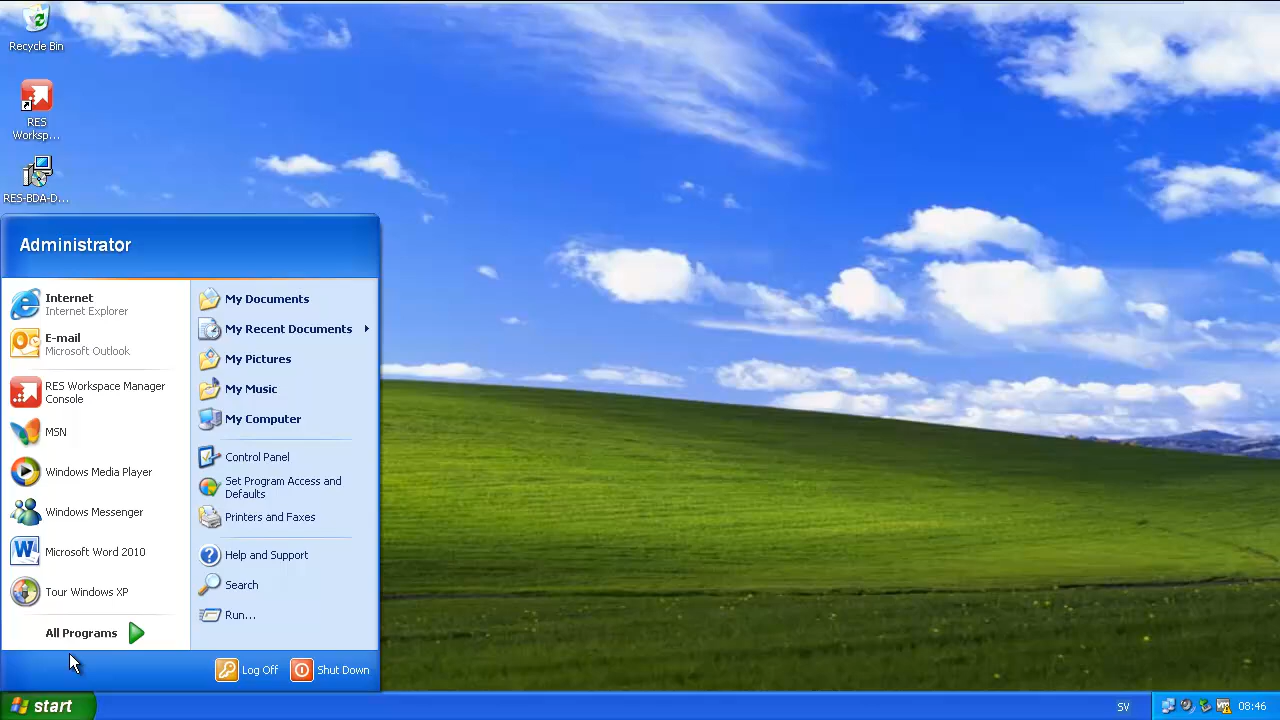 Recycle Bin
RES
Worksp...
RES-BDA-D...
Administrator
Internet
Internet Explorer
E-mail
Microsoft Outlook
RES Workspace Manager
Console
MSN
Windows Media Player
Windows Messenger
Microsoft Word 2010
Tour Windows XP
All Programs
My Documents
My Recent Documents
My Pictures
My Music
My Computer
Control Panel
Set Program Access and
Defaults
Printers and Faxes
Help and Support
Search
Run...
Log Off
Shut Down
start
SV
08:46